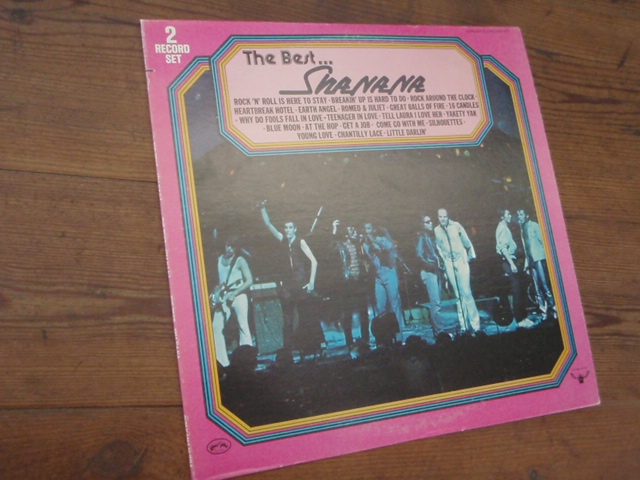 2
RECORD
SET
The Best...
SHANANA
ROCK 'N' ROLL IS HERE TO STAY · BREAKIN' UP IS HARD TO DO · ROCK AROUND THE CLOCK
HEARTBREAK HOTEL · EARTH ANGEL · ROMEO & JULIET · GREAT BALLS OF FIRE · 16 CANDLES
· WHY DO FOOLS FALL IN LOVE · TEENAGER IN LOVE · TELL LAURA I LOVE HER · YAKETY YAK
· BLUE MOON · AT THE HOP · GET A JOB · COME GO WITH ME · SILHOUETTES ·
YOUNG LOVE · CHANTILLY LACE · LITTLE DARLIN'